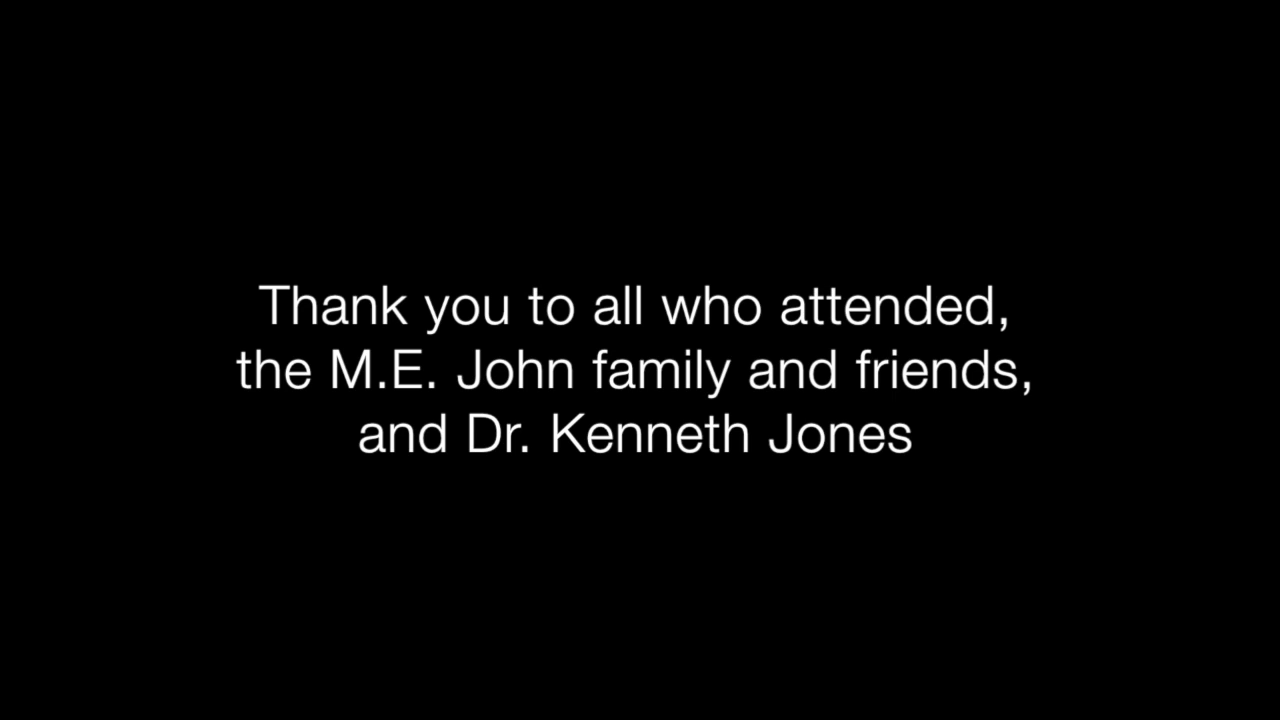 Thank you to all who attended,
the M.E. John family and friends,
and Dr. Kenneth Jones